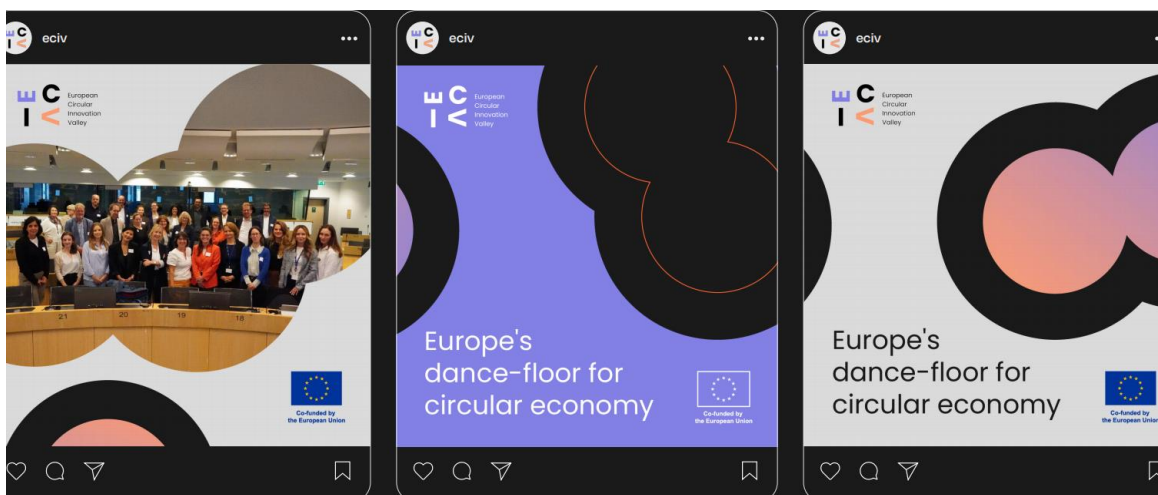 eciv
E C
I V
European
Circular
Innovation
Valley
21 20 19 18
Co-funded by
the European Union
eciv
E C
I V
European
Circular
Innovation
Valley
Europe's
dance-floor for
circular economy
Co-funded by
the European Union
eciv
E C
I V
European
Circular
Innovation
Valley
Europe's
dance-floor for
circular economy
Co-funded by
the European Union